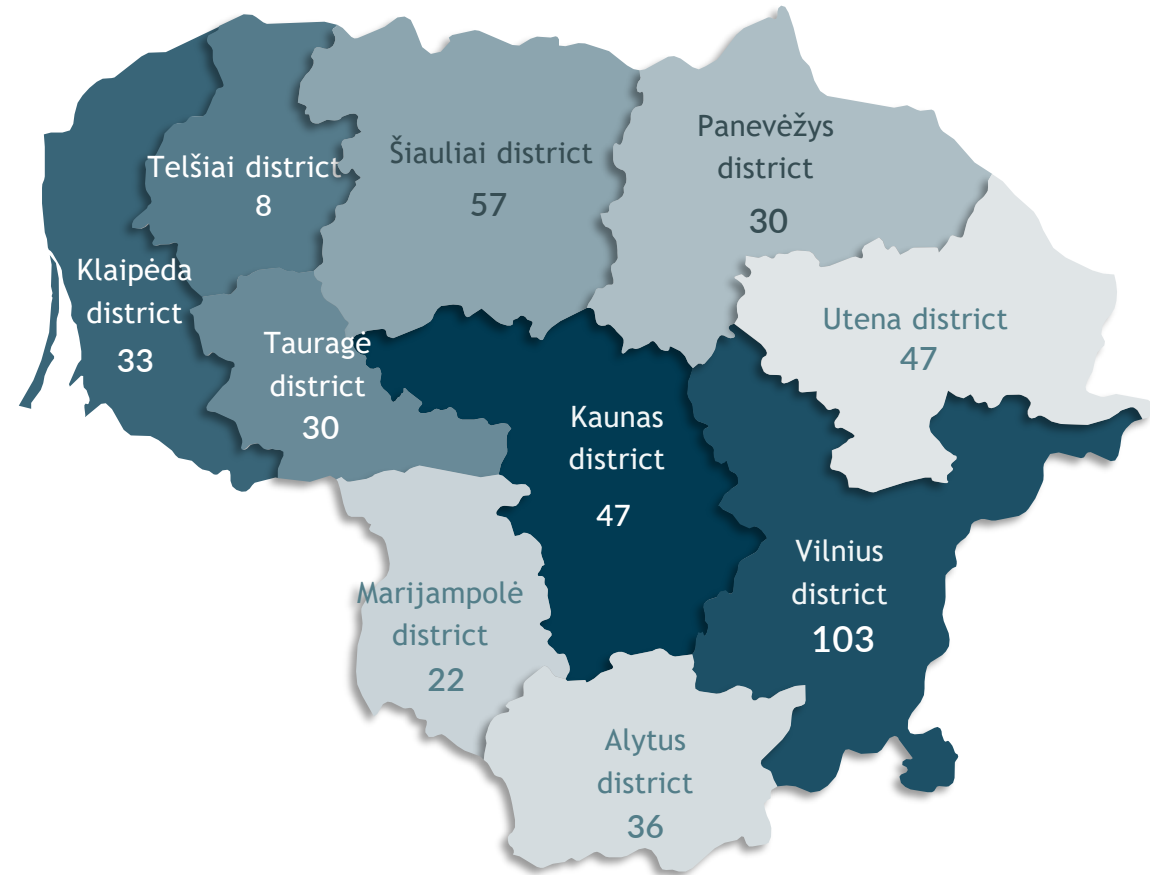 Telšiai district
8
Šiauliai district
57
Panevėžys
district
30
Klaipėda
district
33
Tauragė
district
30
Utena district
47
Kaunas
district
47
Vilnius
district
103
Marijampolė
district
22
Alytus
district
36